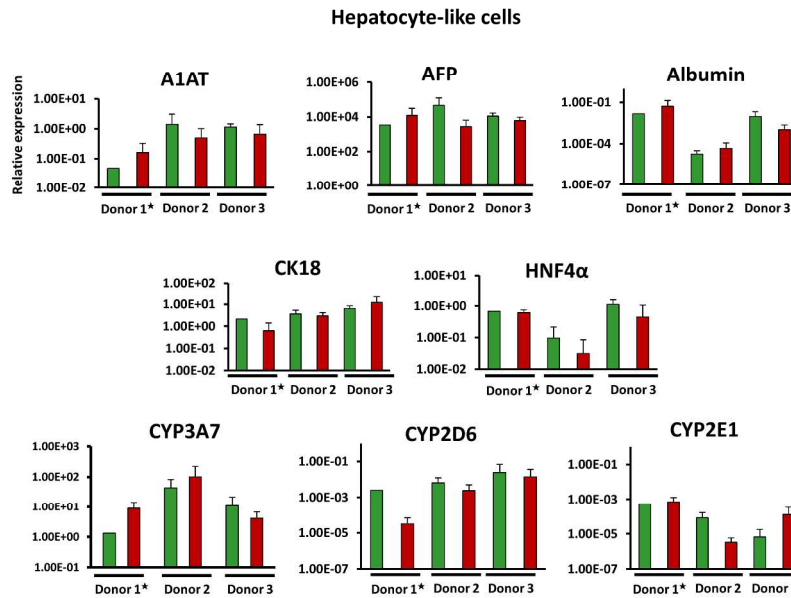 Hepatocyte-like cells
A1AT
Relative expression
1.00E+01
1.00E+00
1.00E-01
1.00E-02
Donor 1★ Donor 2 Donor 3
AFP
1.00E+06
1.00E+04
1.00E+02
1.00E+00
Donor 1★ Donor 2 Donor 3
Albumin
1.00E-01
1.00E-04
1.00E-07
Donor 1★ Donor 2 Donor 3
CK18
1.00E+02
1.00E+01
1.00E+00
1.00E-01
1.00E-02
Donor 1★ Donor 2 Donor 3
HNF4α
1.00E+01
1.00E+00
1.00E-01
1.00E-02
Donor 1★ Donor 2 Donor 3
CYP3A7
1.00E+03
1.00E+02
1.00E+01
1.00E+00
1.00E-01
Donor 1★ Donor 2 Donor 3
CYP2D6
1.00E-01
1.00E-03
1.00E-05
1.00E-07
Donor 1★ Donor 2 Donor 3
CYP2E1
1.00E-01
1.00E-03
1.00E-05
1.00E-07
Donor 1★ Donor 2 Donor